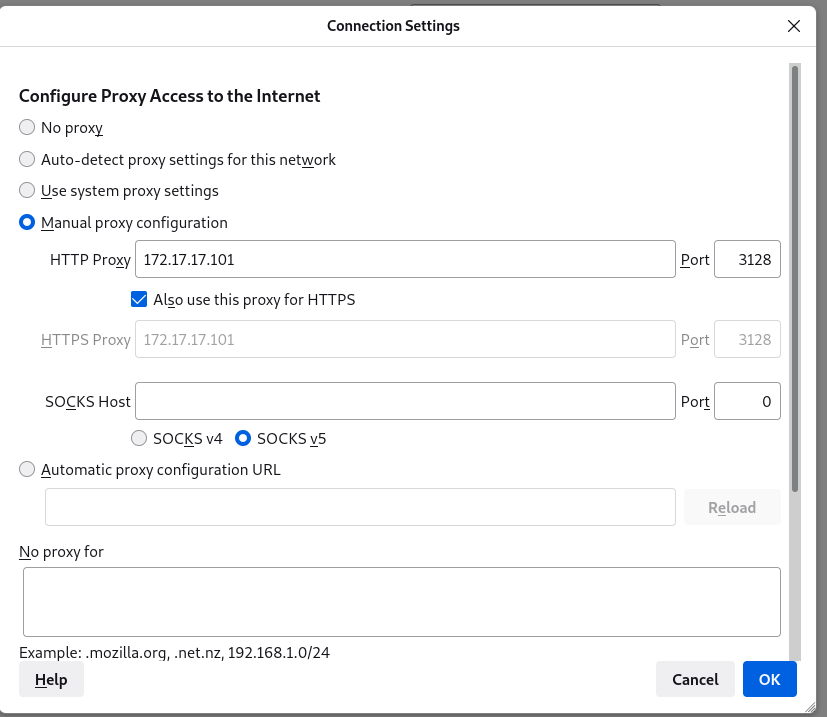 Connection Settings
Configure Proxy Access to the Internet
No proxy
Auto-detect proxy settings for this network
Use system proxy settings
Manual proxy configuration
HTTP Proxy 172.17.17.101 Port 3128
Also use this proxy for HTTPS
HTTPS Proxy 172.17.17.101 Port 3128
SOCKS Host Port 0
SOCKS v4 SOCKS v5
Automatic proxy configuration URL
Reload
No proxy for
Example: .mozilla.org, .net.nz, 192.168.1.0/24
Help Cancel OK